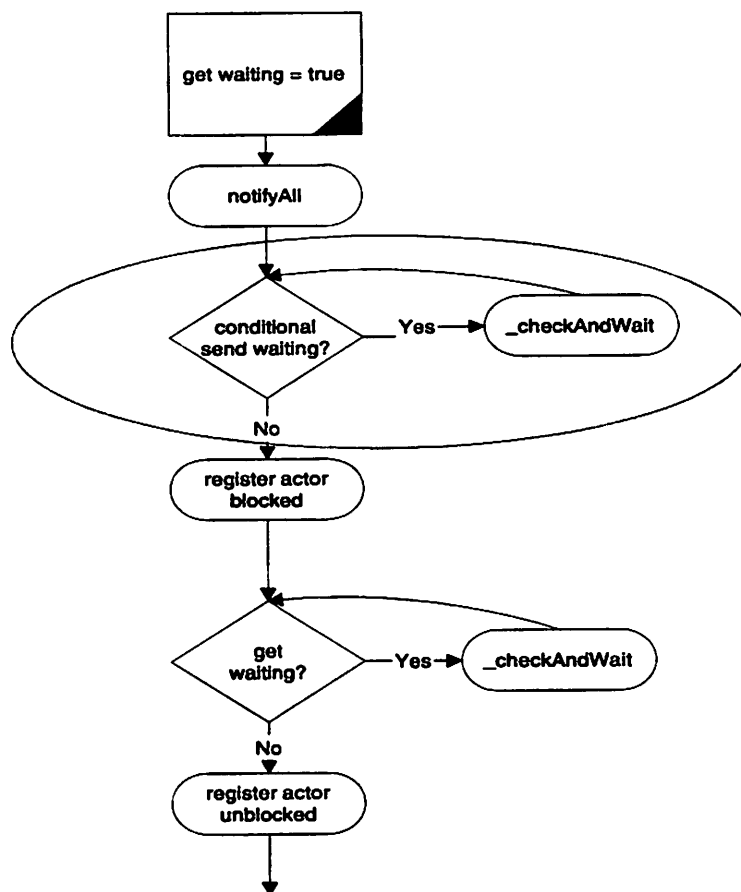 get waiting = true
notifyAll
conditional
send waiting?
Yes
_checkAndWait
No
register actor
blocked
get
waiting?
Yes
_checkAndWait
No
register actor
unblocked